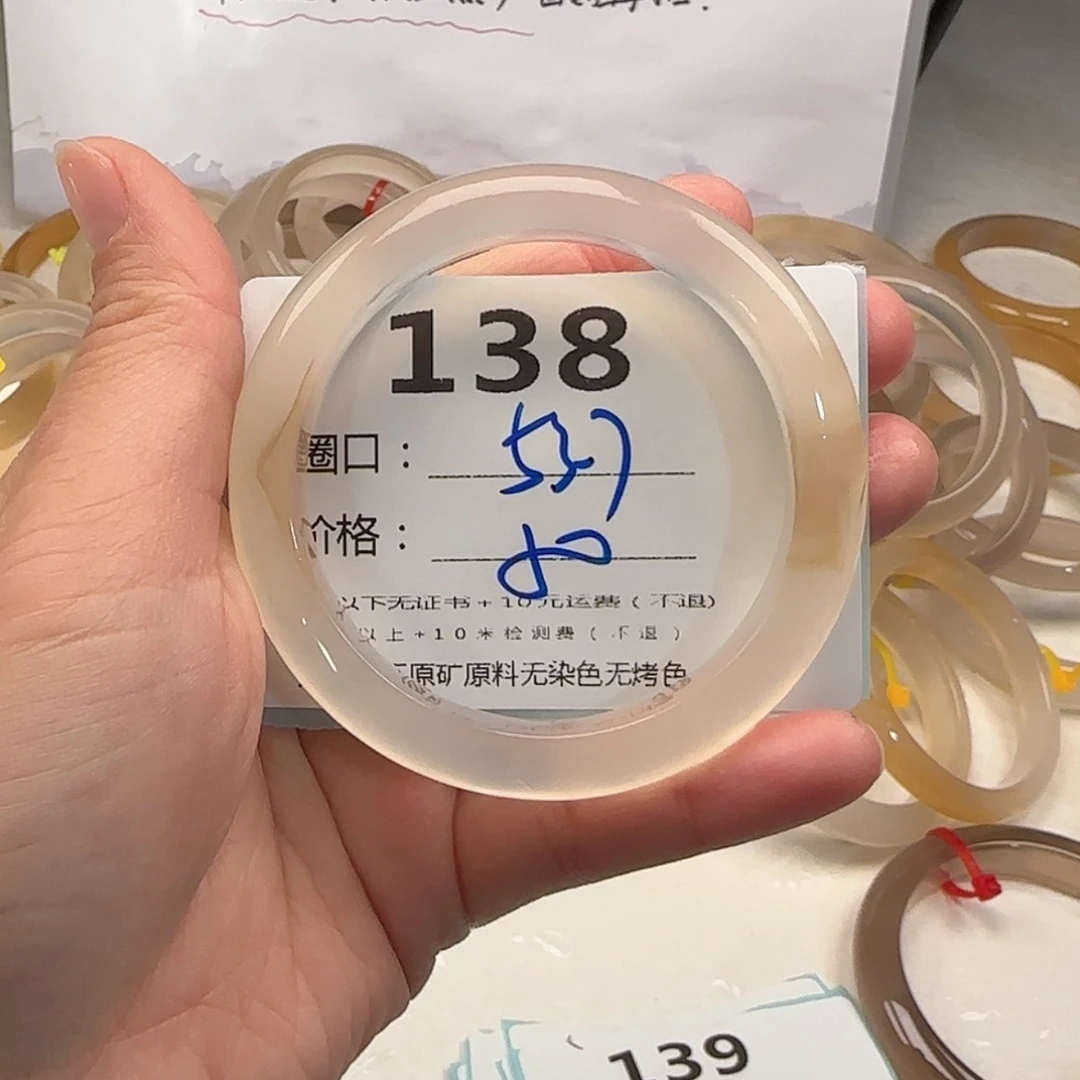 138
圈口：
价格：80
以下无证书+10元运费(不退)
以上+10米检测费(不退)
原矿原料无染色无烤色
139